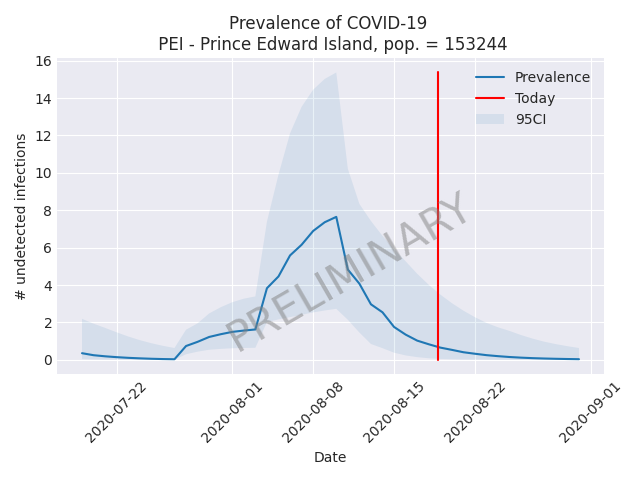 Prevalence of COVID-19
PEI - Prince Edward Island, pop. = 153244
# undetected infections
16
14
12
10
8
6
4
2
0
Prevalence
Today
95CI
PRELIMINARY
2020-07-22
2020-08-01
2020-08-08
2020-08-15
2020-08-22
2020-09-01
Date